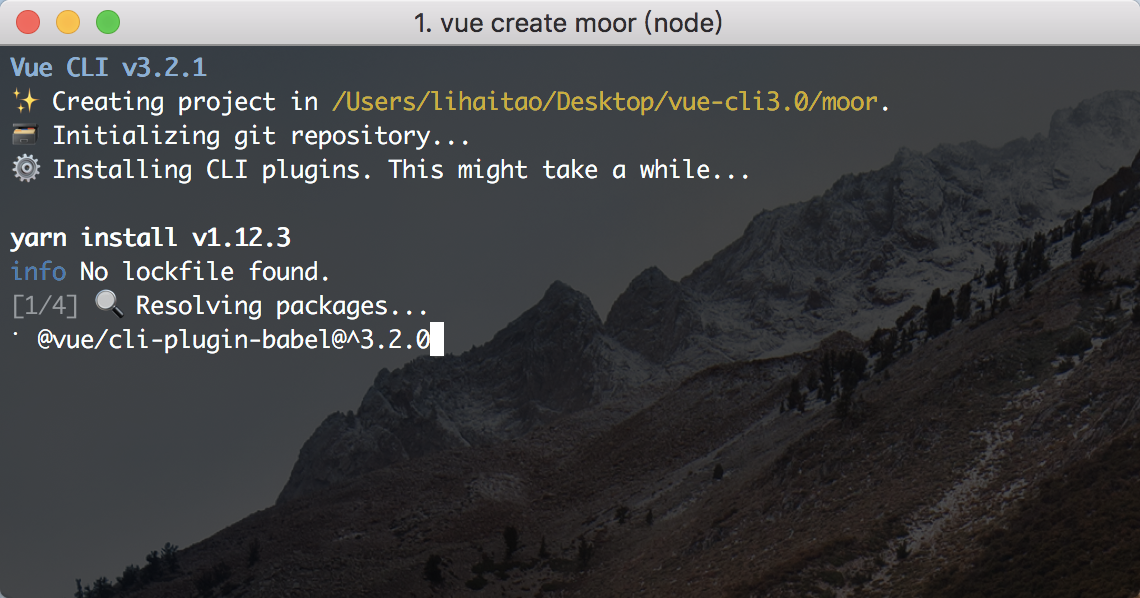 1. vue create moor (node)
Vue CLI v3.2.1
✨ Creating project in /Users/lihaitao/Desktop/vue-cli3.0/moor.
🗃 Initializing git repository...
⚙ Installing CLI plugins. This might take a while...
yarn install v1.12.3
info No lockfile found.
[1/4] 🔍 Resolving packages...
⠁ @vue/cli-plugin-babel@^3.2.0